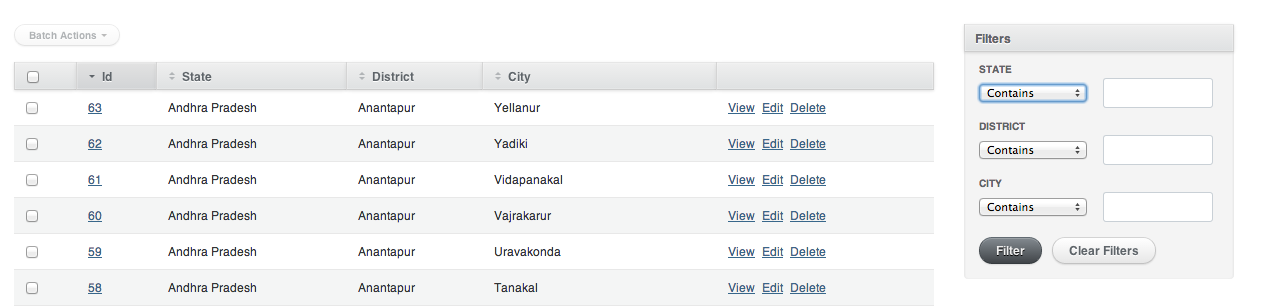 Batch Actions
Id State District City
63 Andhra Pradesh Anantapur Yellanur View Edit Delete
62 Andhra Pradesh Anantapur Yadiki View Edit Delete
61 Andhra Pradesh Anantapur Vidapanakal View Edit Delete
60 Andhra Pradesh Anantapur Vajrakarur View Edit Delete
59 Andhra Pradesh Anantapur Uravakonda View Edit Delete
58 Andhra Pradesh Anantapur Tanakal View Edit Delete
Filters
STATE
Contains
DISTRICT
Contains
CITY
Contains
Filter Clear Filters